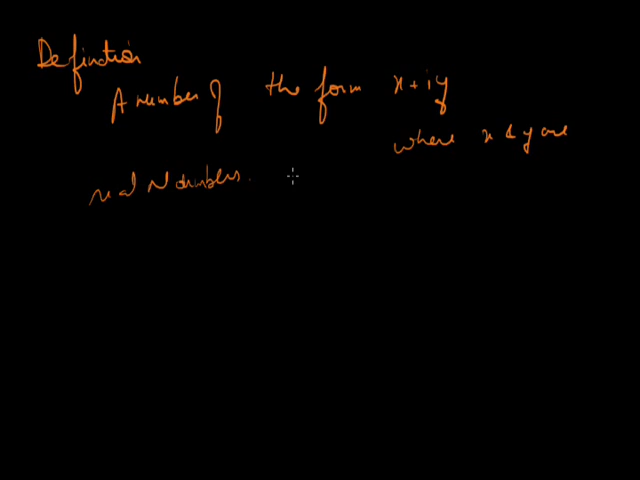 Definition
A number of the form x + iy
where x & y are
real Numbers.